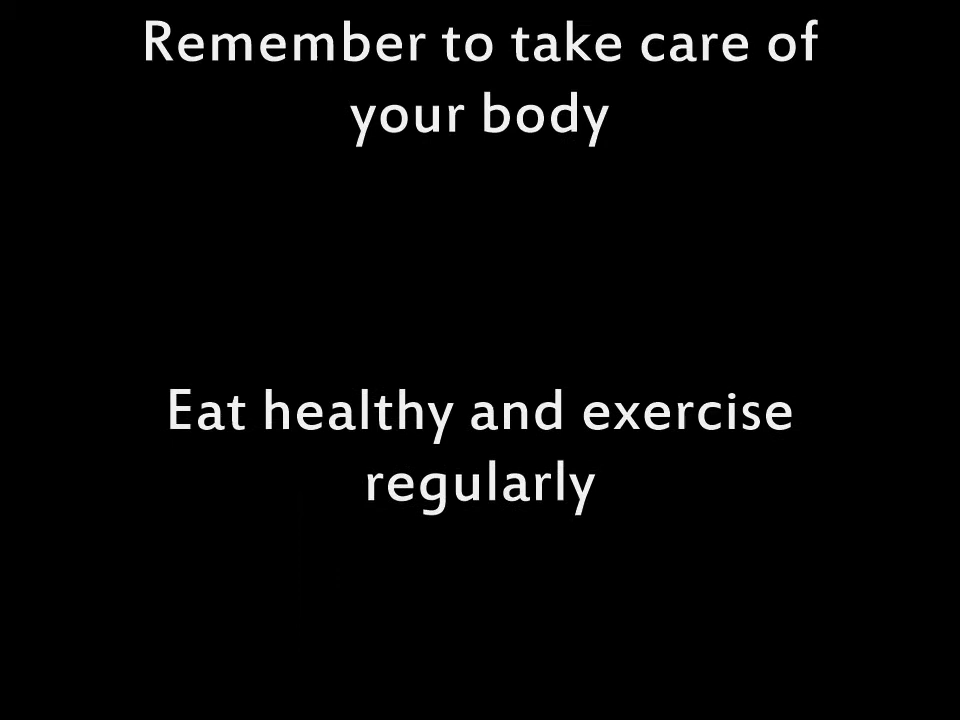 Remember to take care of
your body
Eat healthy and exercise
regularly